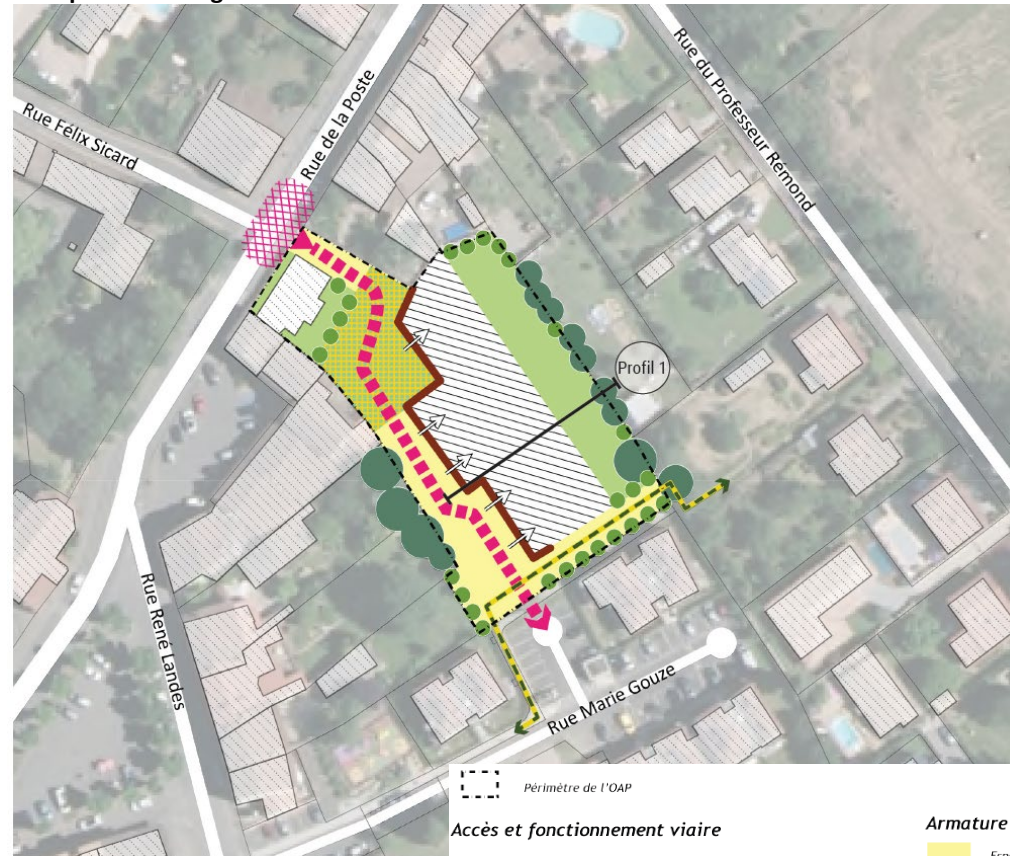 Rue du Professeur Rémond
Rue de la Poste
Rue Félix Sicard
Profil 1
Rue René Landes
Rue Marie Gouze
Périmètre de l'OAP
Accès et fonctionnement viaire
Armature